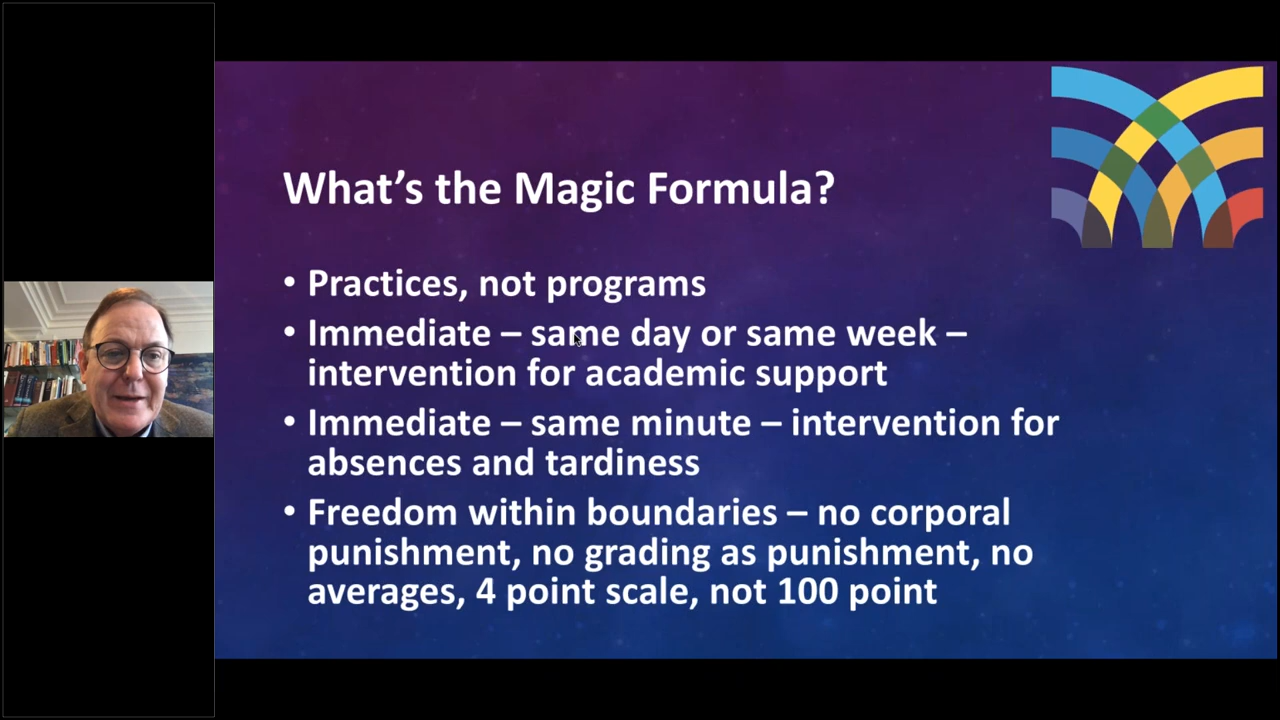 What’s the Magic Formula?
• Practices, not programs
• Immediate – same day or same week –
intervention for academic support
• Immediate – same minute – intervention for
absences and tardiness
• Freedom within boundaries – no corporal
punishment, no grading as punishment, no
averages, 4 point scale, not 100 point